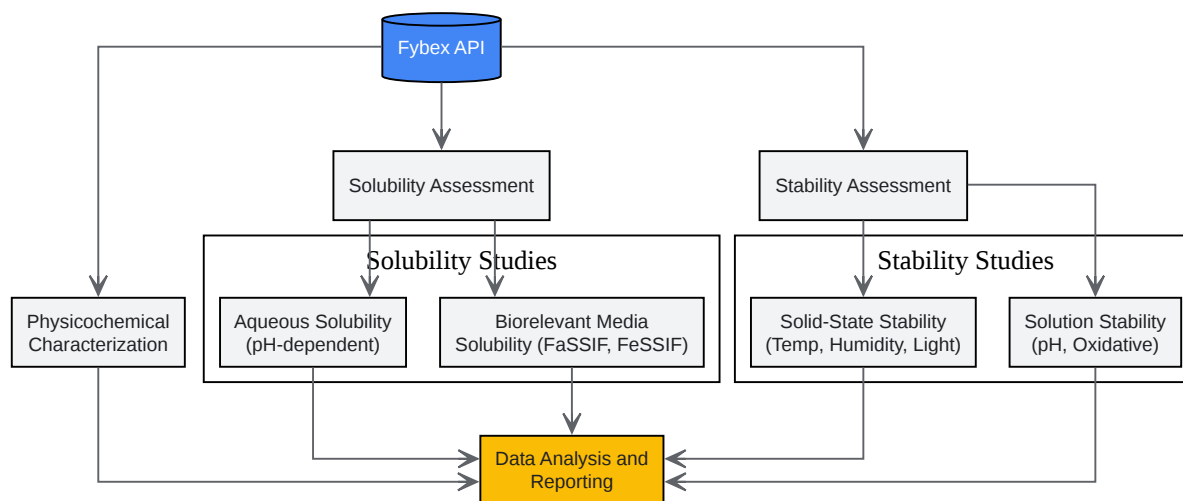 Fybex API
Solubility Assessment
Stability Assessment
Solubility Studies
Stability Studies
Physicochemical
Characterization
Aqueous Solubility
(pH-dependent)
Biorelevant Media
Solubility (FaSSIF, FeSSIF)
Solid-State Stability
(Temp, Humidity, Light)
Solution Stability
(pH, Oxidative)
Data Analysis and
Reporting